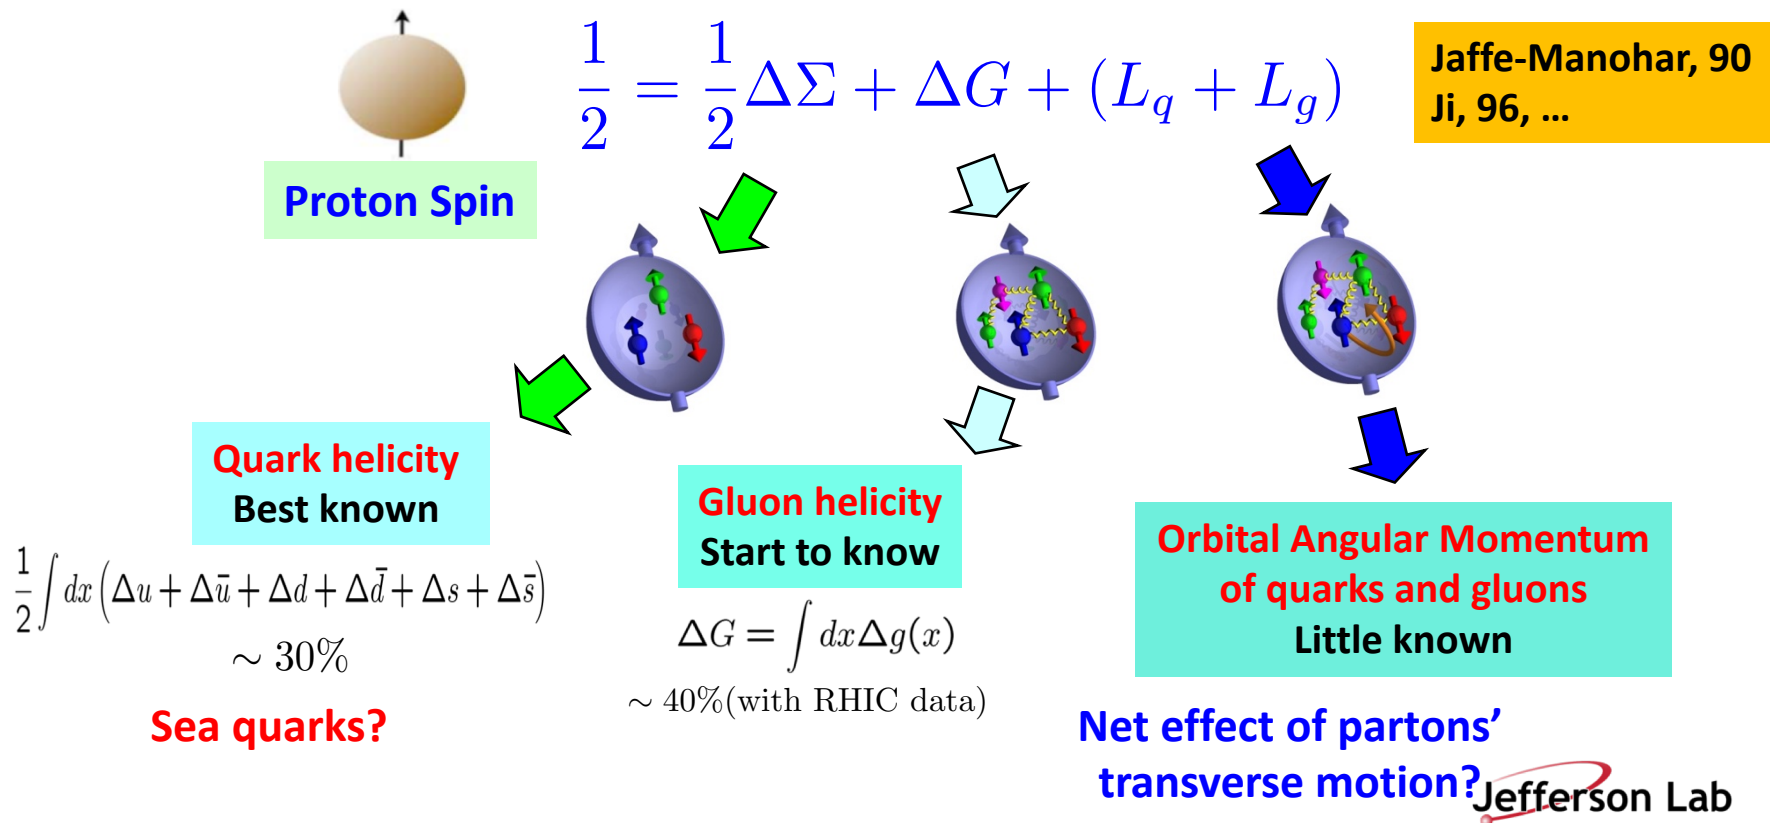 1/2 = 1/2 ΔΣ + ΔG + (L_q + L_g)
Jaffe-Manohar, 90
Ji, 96, ...
Proton Spin
Quark helicity
Best known
1/2 ∫ dx (Δu + Δū + Δd + Δd̄ + Δs + Δs̄)
∼ 30%
Sea quarks?
Gluon helicity
Start to know
ΔG = ∫ dxΔg(x)
∼ 40%(with RHIC data)
Orbital Angular Momentum
of quarks and gluons
Little known
Net effect of partons’
transverse motion?
Jefferson Lab